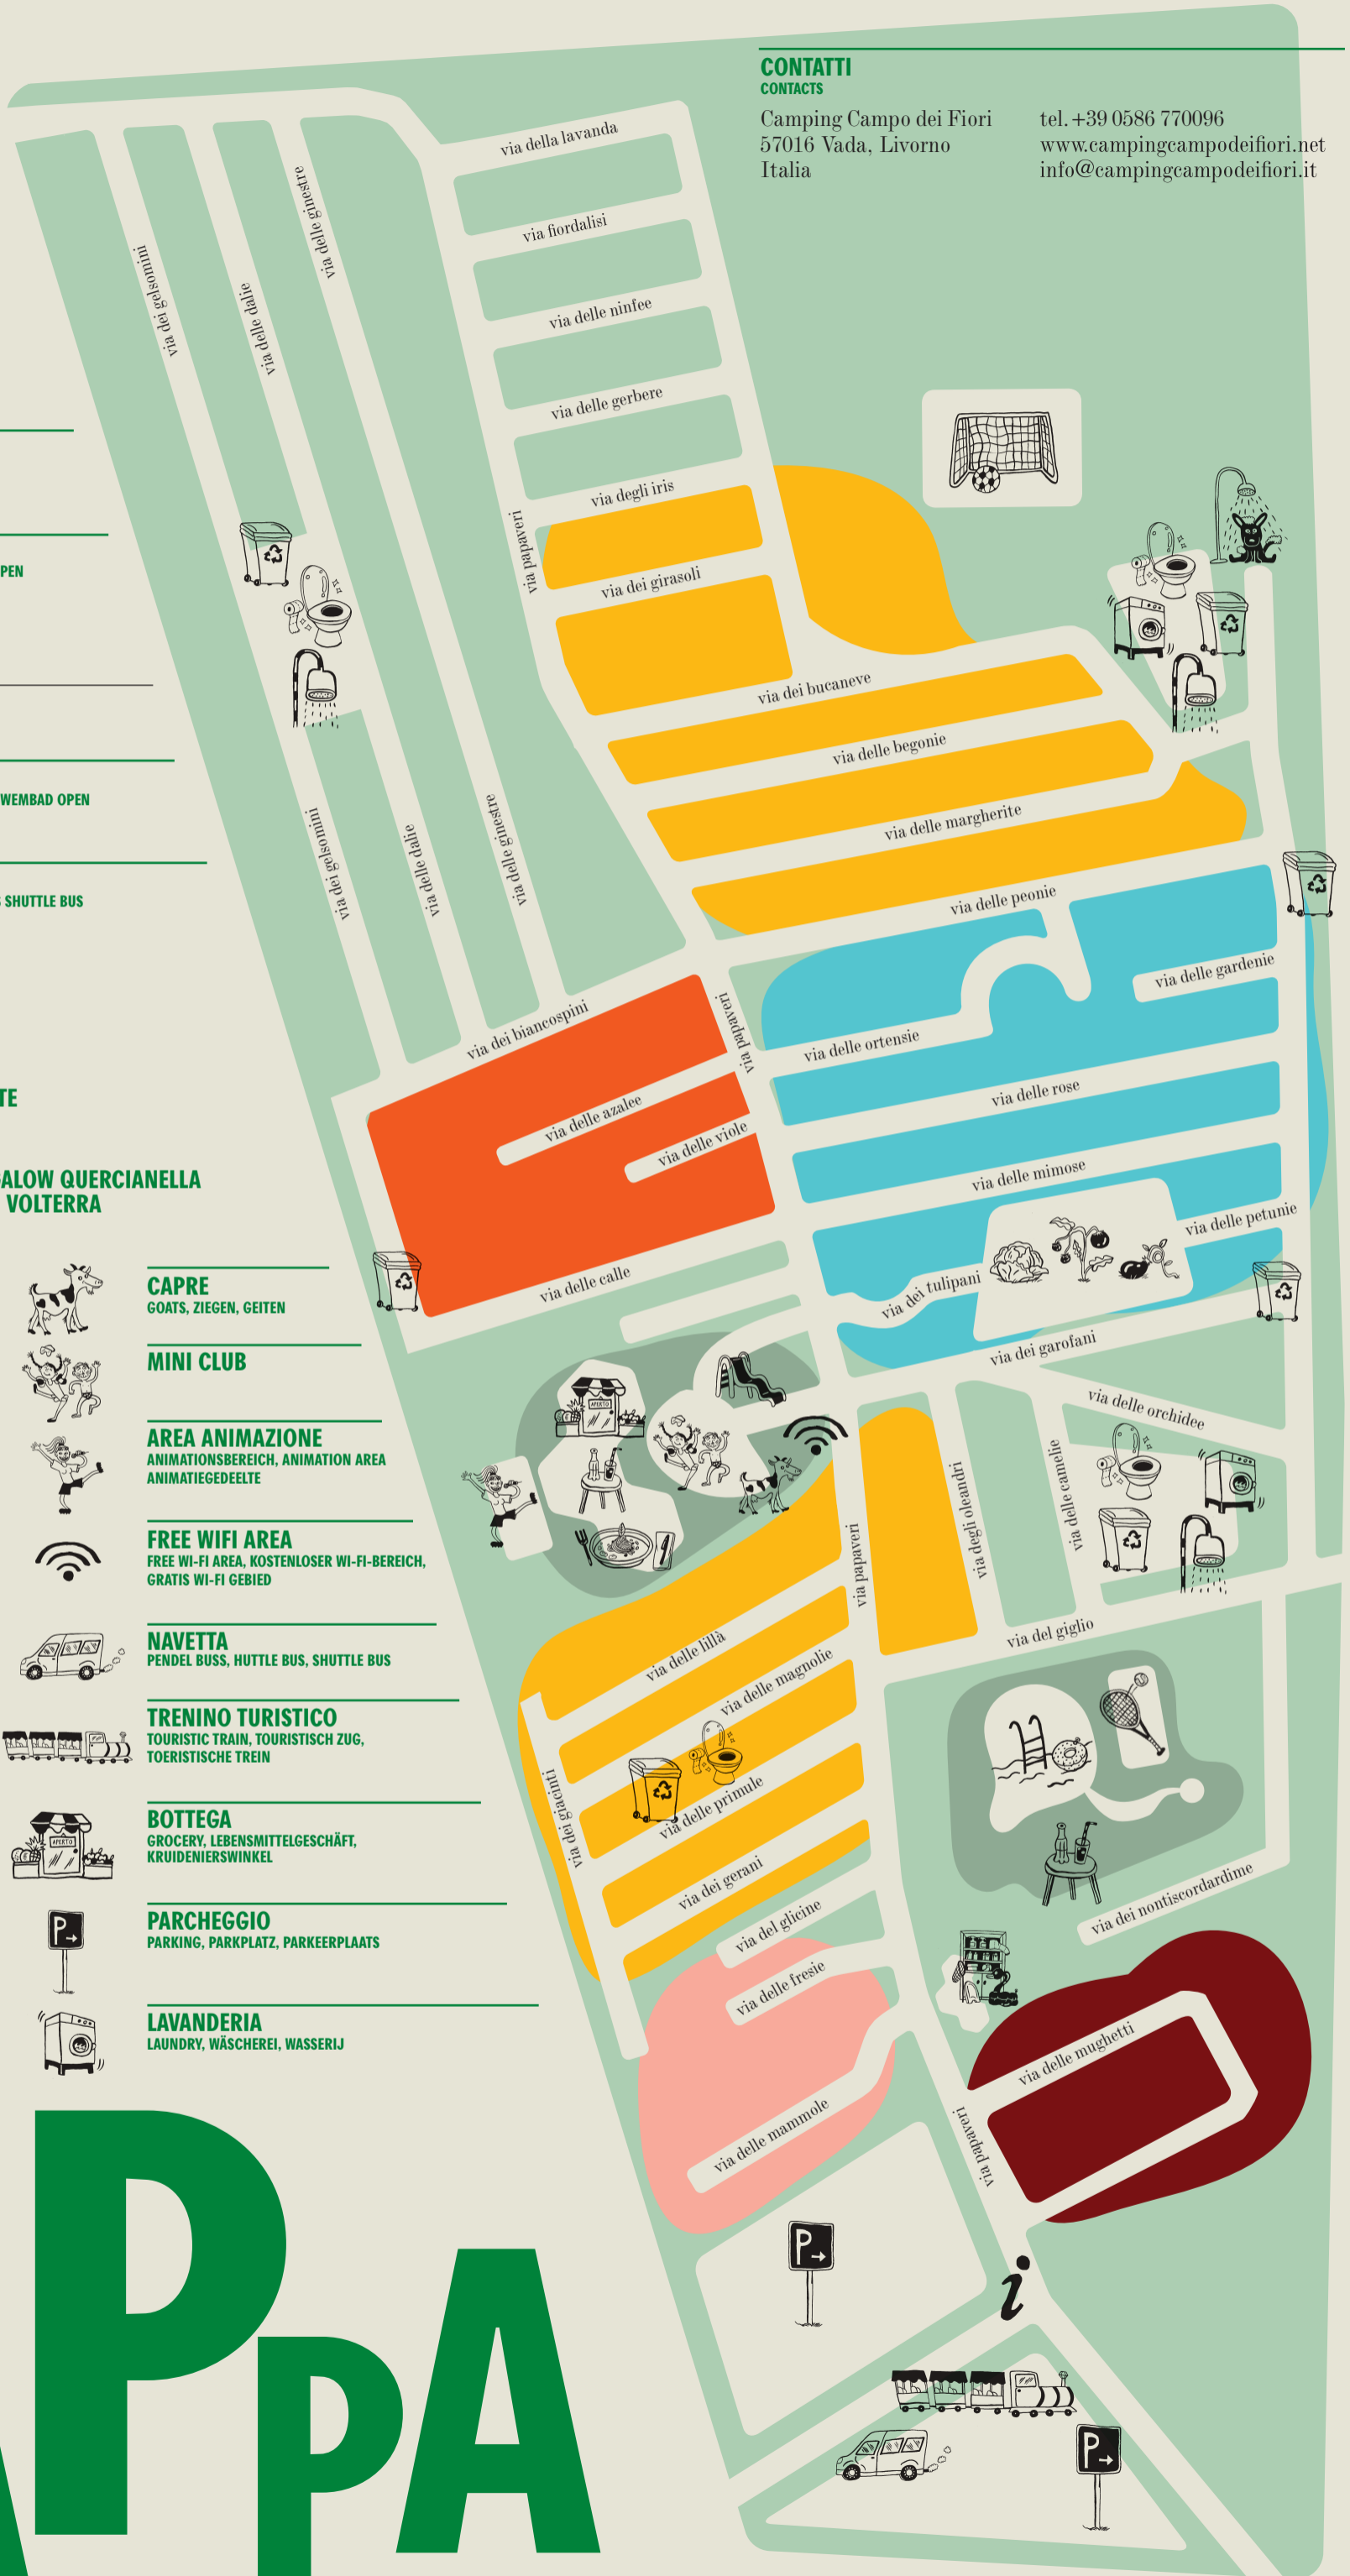 CONTATTI
CONTACTS
Camping Campo dei Fiori
57016 Vada, Livorno
Italia
tel. +39 0586 770096
www.campingcampodeifiori.net
info@campingcampodeifiori.it
via della lavanda
via fiordalisi
via delle ninfee
via delle gerbere
via degli iris
via dei girasoli
via papaveri
via dei gelsomini
via delle dalie
via delle ginestre
via dei bucaneve
via delle begonie
via delle margherite
via delle peonie
via dei gelsomini
via delle dalie
via delle ginestre
PEN
WEMBAD OPEN
SHUTTLE BUS
TE
ALOW QUERCIANELLA
VOLTERRA
via delle gardenie
via dei biancospini
via papaveri
via delle ortensie
via delle azalee
via delle viole
via delle rose
via delle mimose
via delle petunie
via delle calle
via dei tulipani
via dei garofani
via delle orchidee
APERTO
via papaveri
via degli oleandri
via delle camelie
via del giglio
via delle lillà
via delle magnolie
via delle primule
via dei giacinti
via dei gerani
via del glicine
via delle fresie
via dei nontiscordardime
via delle mughetti
via delle mammole
via papaveri
P
i
P
CAPRE
GOATS, ZIEGEN, GEITEN
MINI CLUB
AREA ANIMAZIONE
ANIMATIONSBEREICH, ANIMATION AREA
ANIMATIEGEDEELTE
FREE WIFI AREA
FREE WI-FI AREA, KOSTENLOSER WI-FI-BEREICH,
GRATIS WI-FI GEBIED
NAVETTA
PENDEL BUSS, HUTTLE BUS, SHUTTLE BUS
TRENINO TURISTICO
TOURISTIC TRAIN, TOURISTISCH ZUG,
TOERISTISCHE TREIN
APERTO
BOTTEGA
GROCERY, LEBENSMITTELGESCHÄFT,
KRUIDENIERSWINKEL
P
PARCHEGGIO
PARKING, PARKPLATZ, PARKEERPLAATS
LAVANDERIA
LAUNDRY, WÄSCHEREI, WASSERIJ
PPA